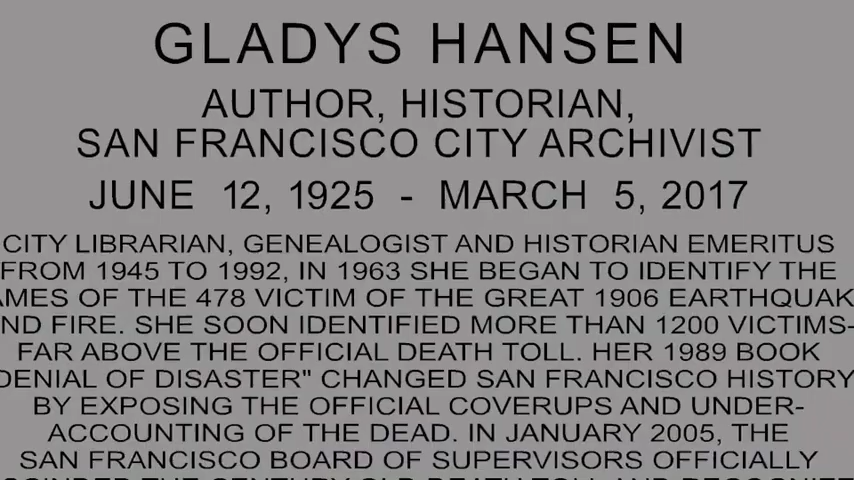 GLADYS HANSEN
AUTHOR, HISTORIAN,
SAN FRANCISCO CITY ARCHIVIST
JUNE 12, 1925 - MARCH 5, 2017
CITY LIBRARIAN, GENEALOGIST AND HISTORIAN EMERITUS
FROM 1945 TO 1992, IN 1963 SHE BEGAN TO IDENTIFY THE
AMES OF THE 478 VICTIM OF THE GREAT 1906 EARTHQUAK
ND FIRE. SHE SOON IDENTIFIED MORE THAN 1200 VICTIMS-
FAR ABOVE THE OFFICIAL DEATH TOLL. HER 1989 BOOK
DENIAL OF DISASTER" CHANGED SAN FRANCISCO HISTORY
BY EXPOSING THE OFFICIAL COVERUPS AND UNDER-
ACCOUNTING OF THE DEAD. IN JANUARY 2005, THE
SAN FRANCISCO BOARD OF SUPERVISORS OFFICIALLY